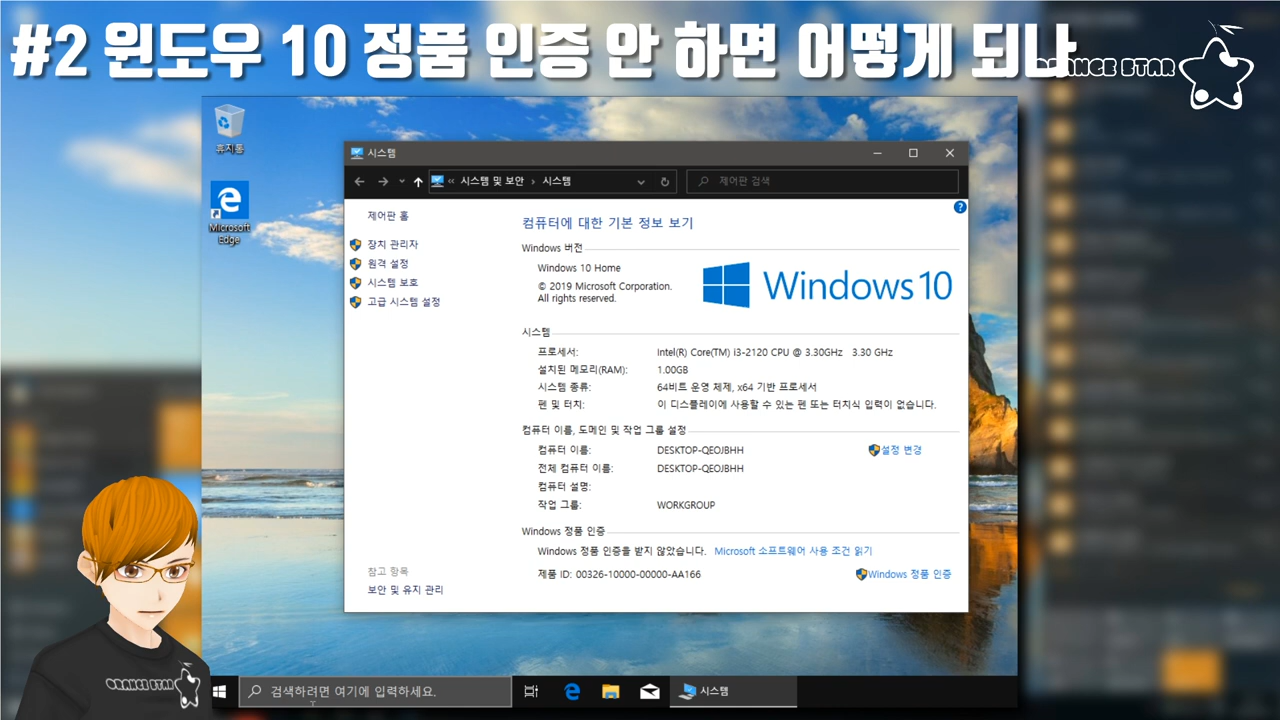 #2 윈도우 10 정품 인증 안 하면 어떻게 되나
ORANGE STAR
휴지통
Microsoft
Edge
시스템
시스템 및 보안 › 시스템
제어판 검색
제어판 홈
장치 관리자
원격 설정
시스템 보호
고급 시스템 설정
참고 항목
보안 및 유지 관리
컴퓨터에 대한 기본 정보 보기
Windows 버전
Windows 10 Home
© 2019 Microsoft Corporation.
All rights reserved.
Windows 10
시스템
프로세서: Intel(R) Core(TM) i3-2120 CPU @ 3.30GHz 3.30 GHz
설치된 메모리(RAM): 1.00GB
시스템 종류: 64비트 운영 체제, x64 기반 프로세서
펜 및 터치: 이 디스플레이에 사용할 수 있는 펜 또는 터치식 입력이 없습니다.
컴퓨터 이름, 도메인 및 작업 그룹 설정
컴퓨터 이름: DESKTOP-QEOJBHH 설정 변경
전체 컴퓨터 이름: DESKTOP-QEOJBHH
컴퓨터 설명:
작업 그룹: WORKGROUP
Windows 정품 인증
Windows 정품 인증을 받지 않았습니다. Microsoft 소프트웨어 사용 조건 읽기
제품 ID: 00326-10000-00000-AA166 Windows 정품 인증
ORANGE STAR
검색하려면 여기에 입력하세요.
시스템